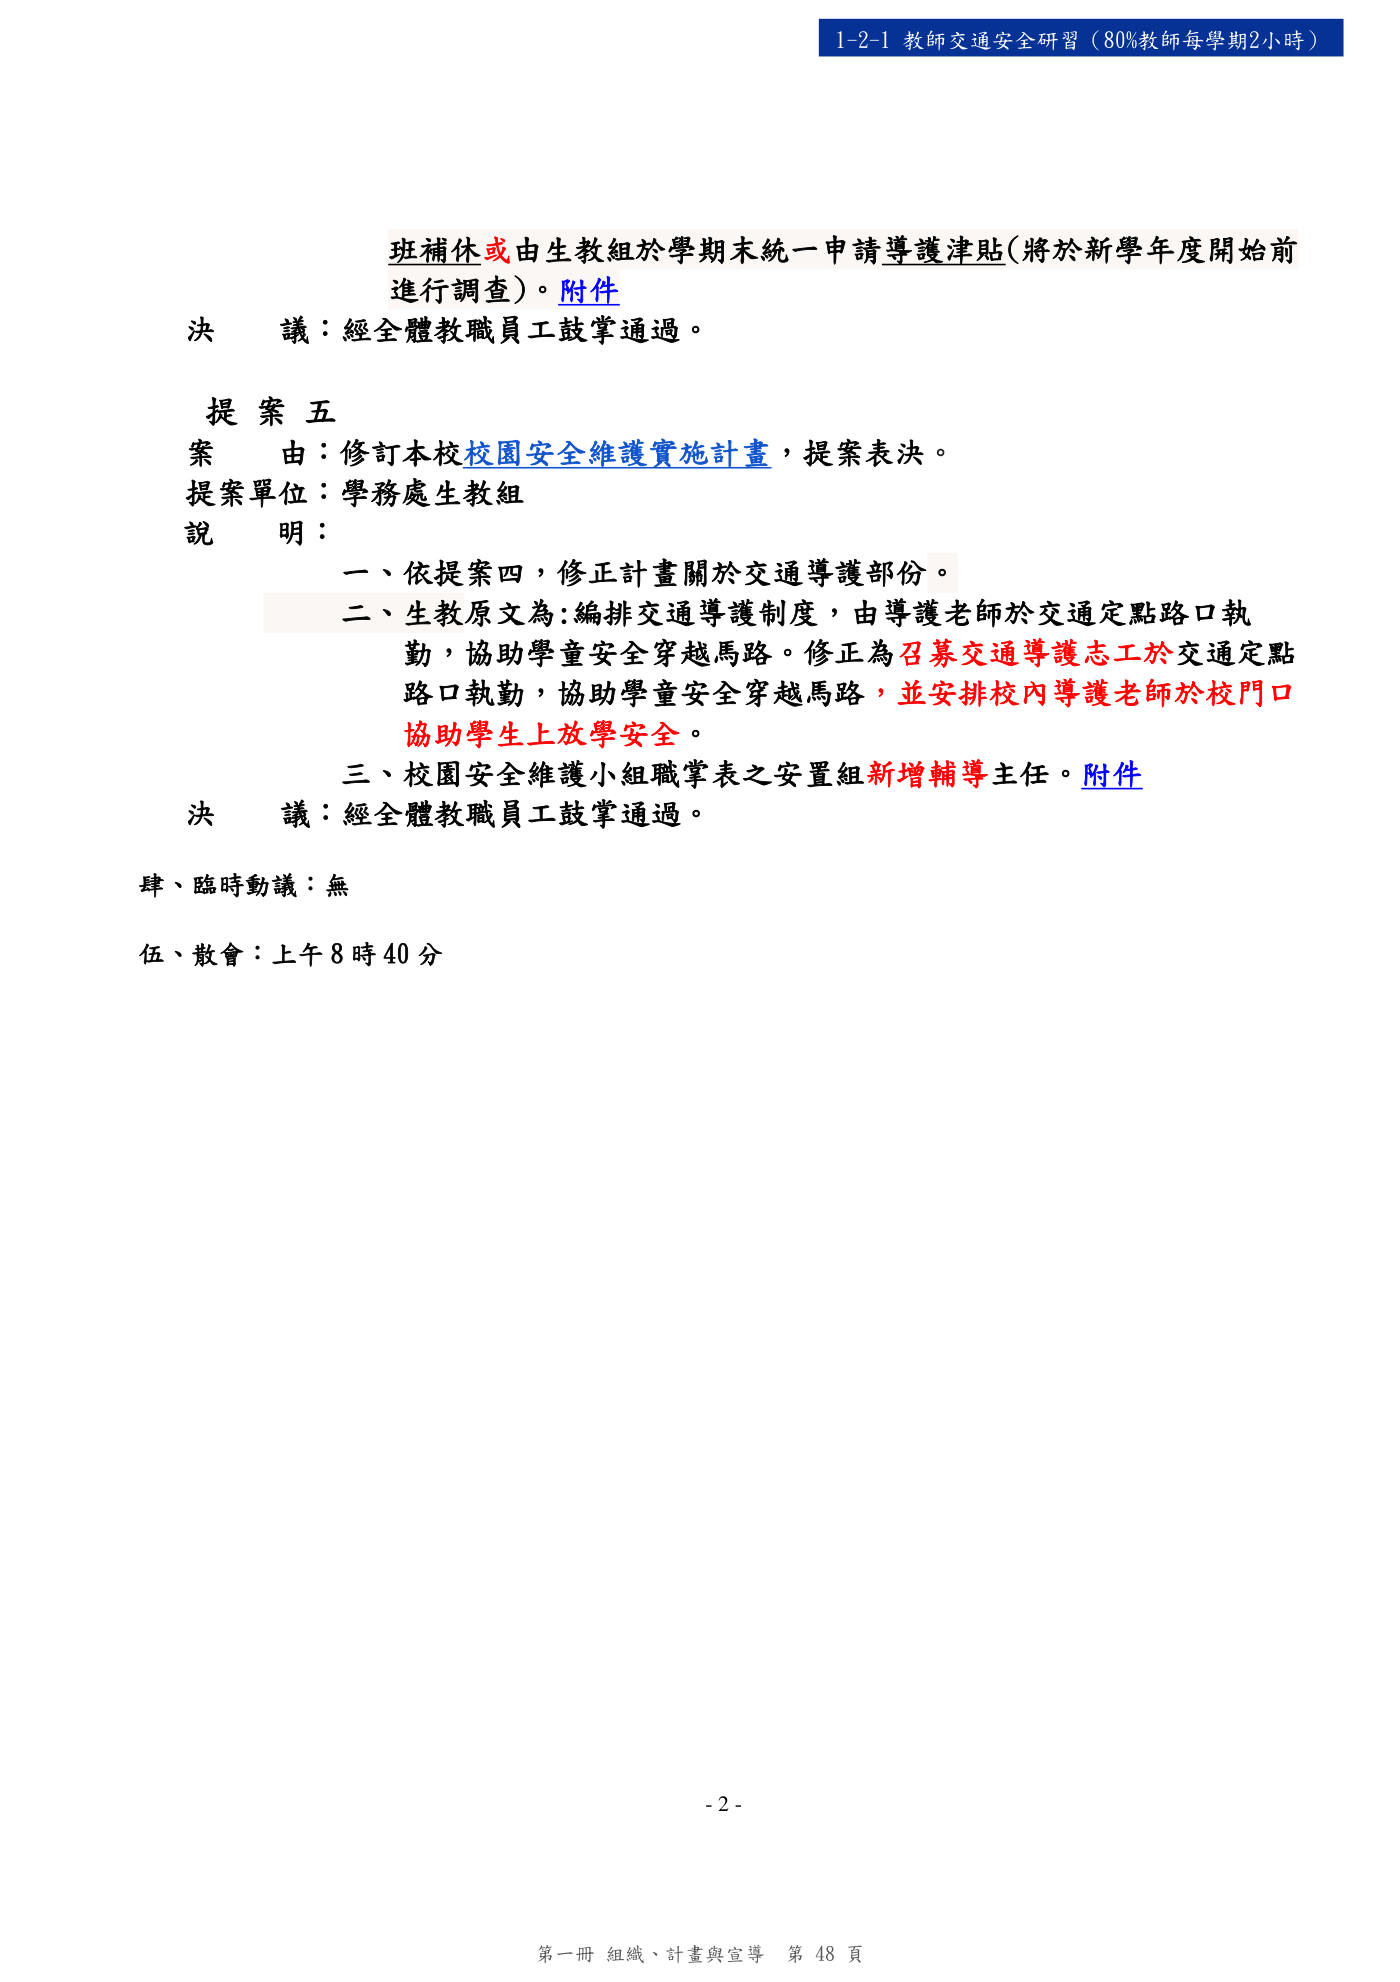 1-2-1 教師交通安全研習（80%教師每學期2小時）
班補休或由生教組於學期末統一申請導護津貼(將於新學年度開始前
進行調查)。附件
決　　議：經全體教職員工鼓掌通過。
提 案 五
案　　由：修訂本校校園安全維護實施計畫，提案表決。
提案單位：學務處生教組
說　　明：
一、依提案四，修正計畫關於交通導護部份。
二、生教原文為:編排交通導護制度，由導護老師於交通定點路口執
勤，協助學童安全穿越馬路。修正為召募交通導護志工於交通定點
路口執勤，協助學童安全穿越馬路，並安排校內導護老師於校門口
協助學生上放學安全。
三、校園安全維護小組職掌表之安置組新增輔導主任。附件
決　　議：經全體教職員工鼓掌通過。
肆、臨時動議：無
伍、散會：上午 8 時 40 分
- 2 -
第一冊 組織、計畫與宣導　第 48 頁